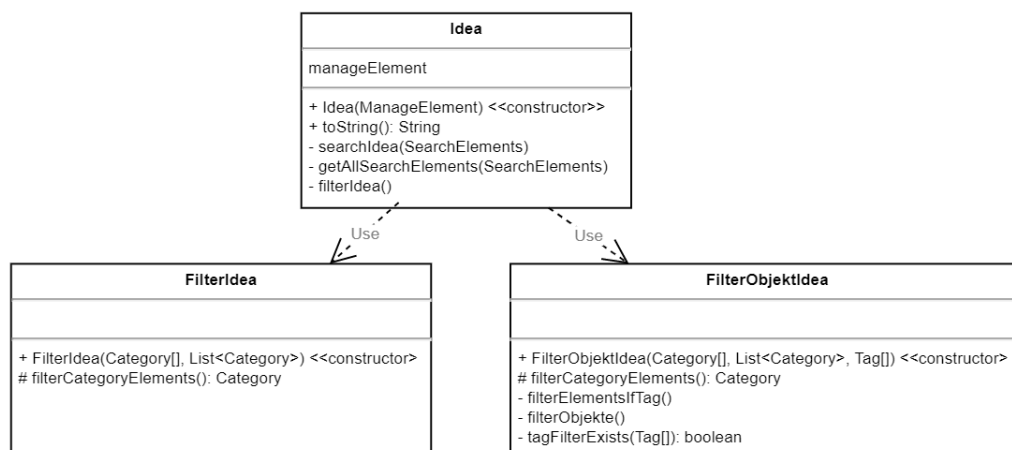 Idea
manageElement
+ Idea(ManageElement) <<constructor>>
+ toString(): String
- searchIdea(SearchElements)
- getAllSearchElements(SearchElements)
- filterIdea()
Use
Use
FilterIdea
+ FilterIdea(Category[], List<Category>) <<constructor>
# filterCategoryElements(): Category
FilterObjektIdea
+ FilterObjektIdea(Category[], List<Category>, Tag[]) <<constructor>
# filterCategoryElements(): Category
- filterElementsIfTag()
- filterObjekte()
- tagFilterExists(Tag[]): boolean